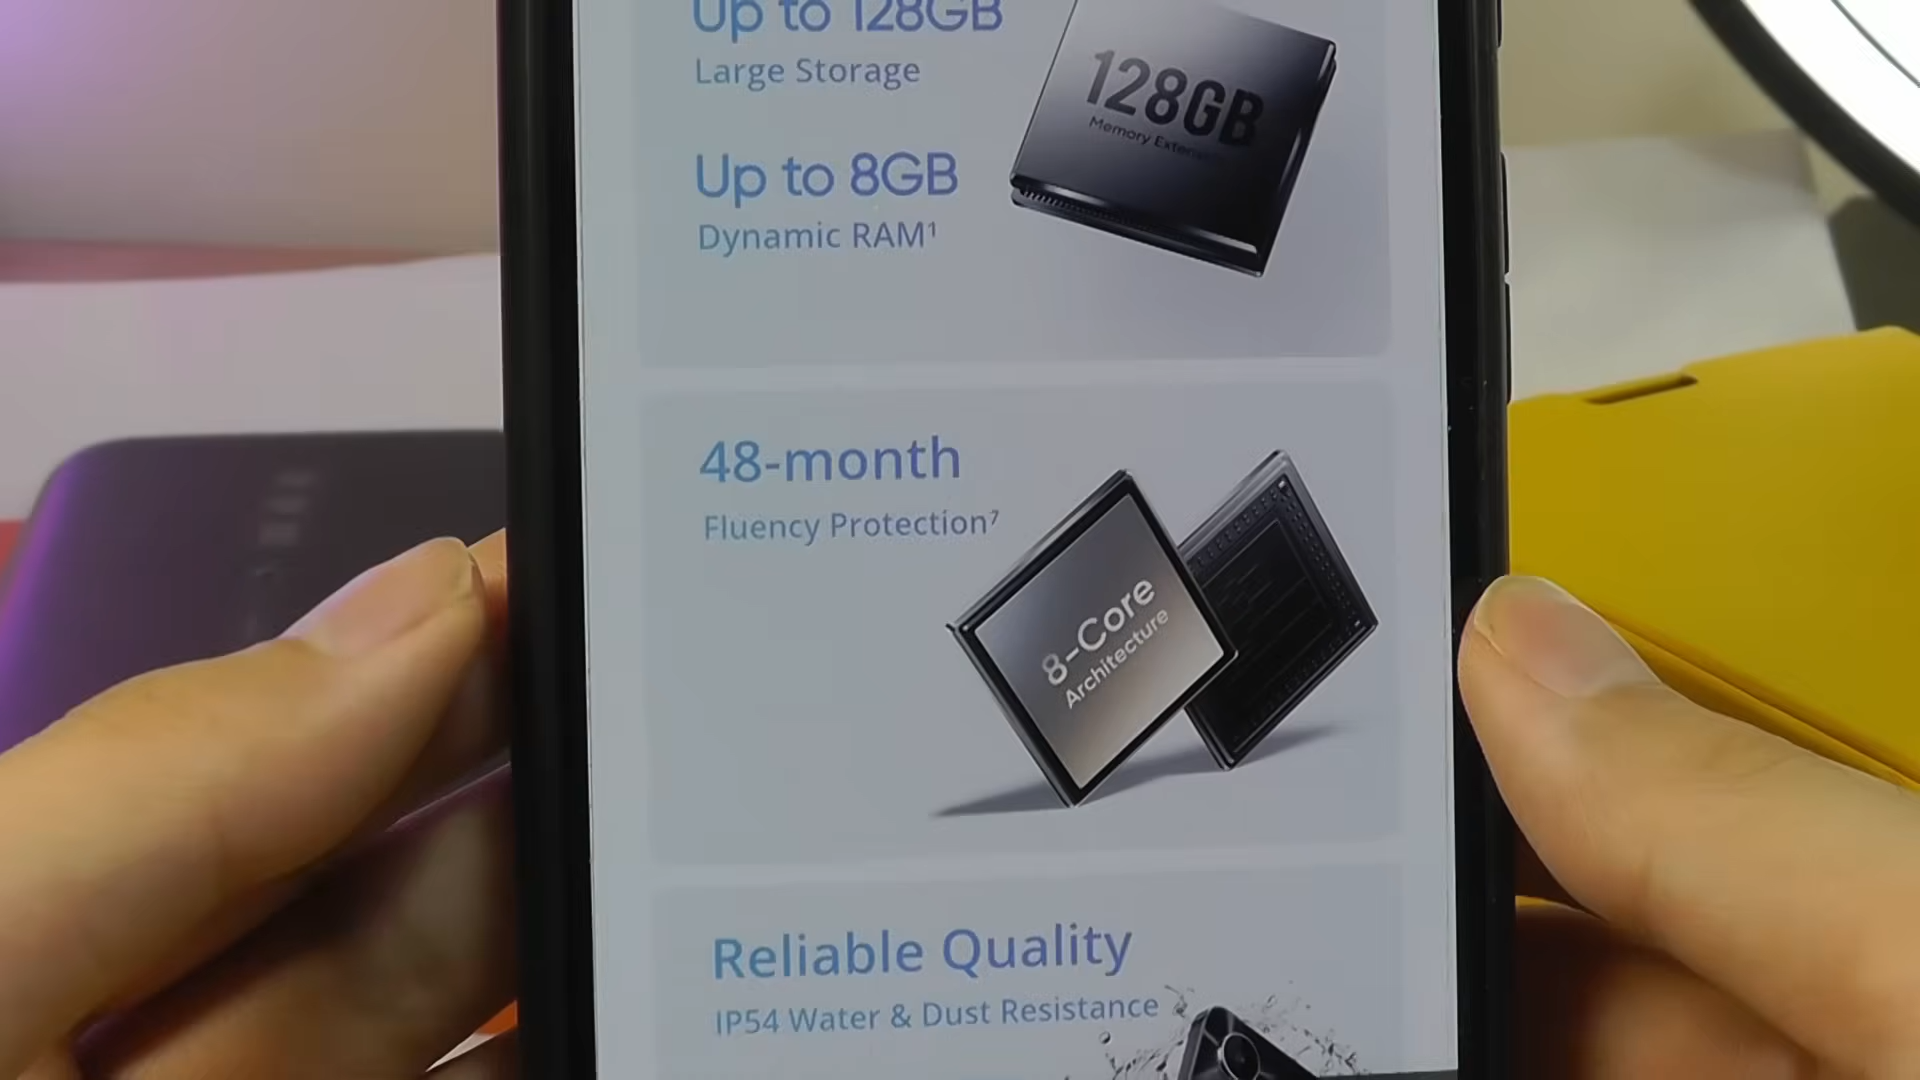 Up to 128GB
Large Storage
128GB
Memory
Up to 8GB
Dynamic RAM¹
48-month
Fluency Protection⁷
8-Core
Architecture
Reliable Quality
IP54 Water & Dust Resistance